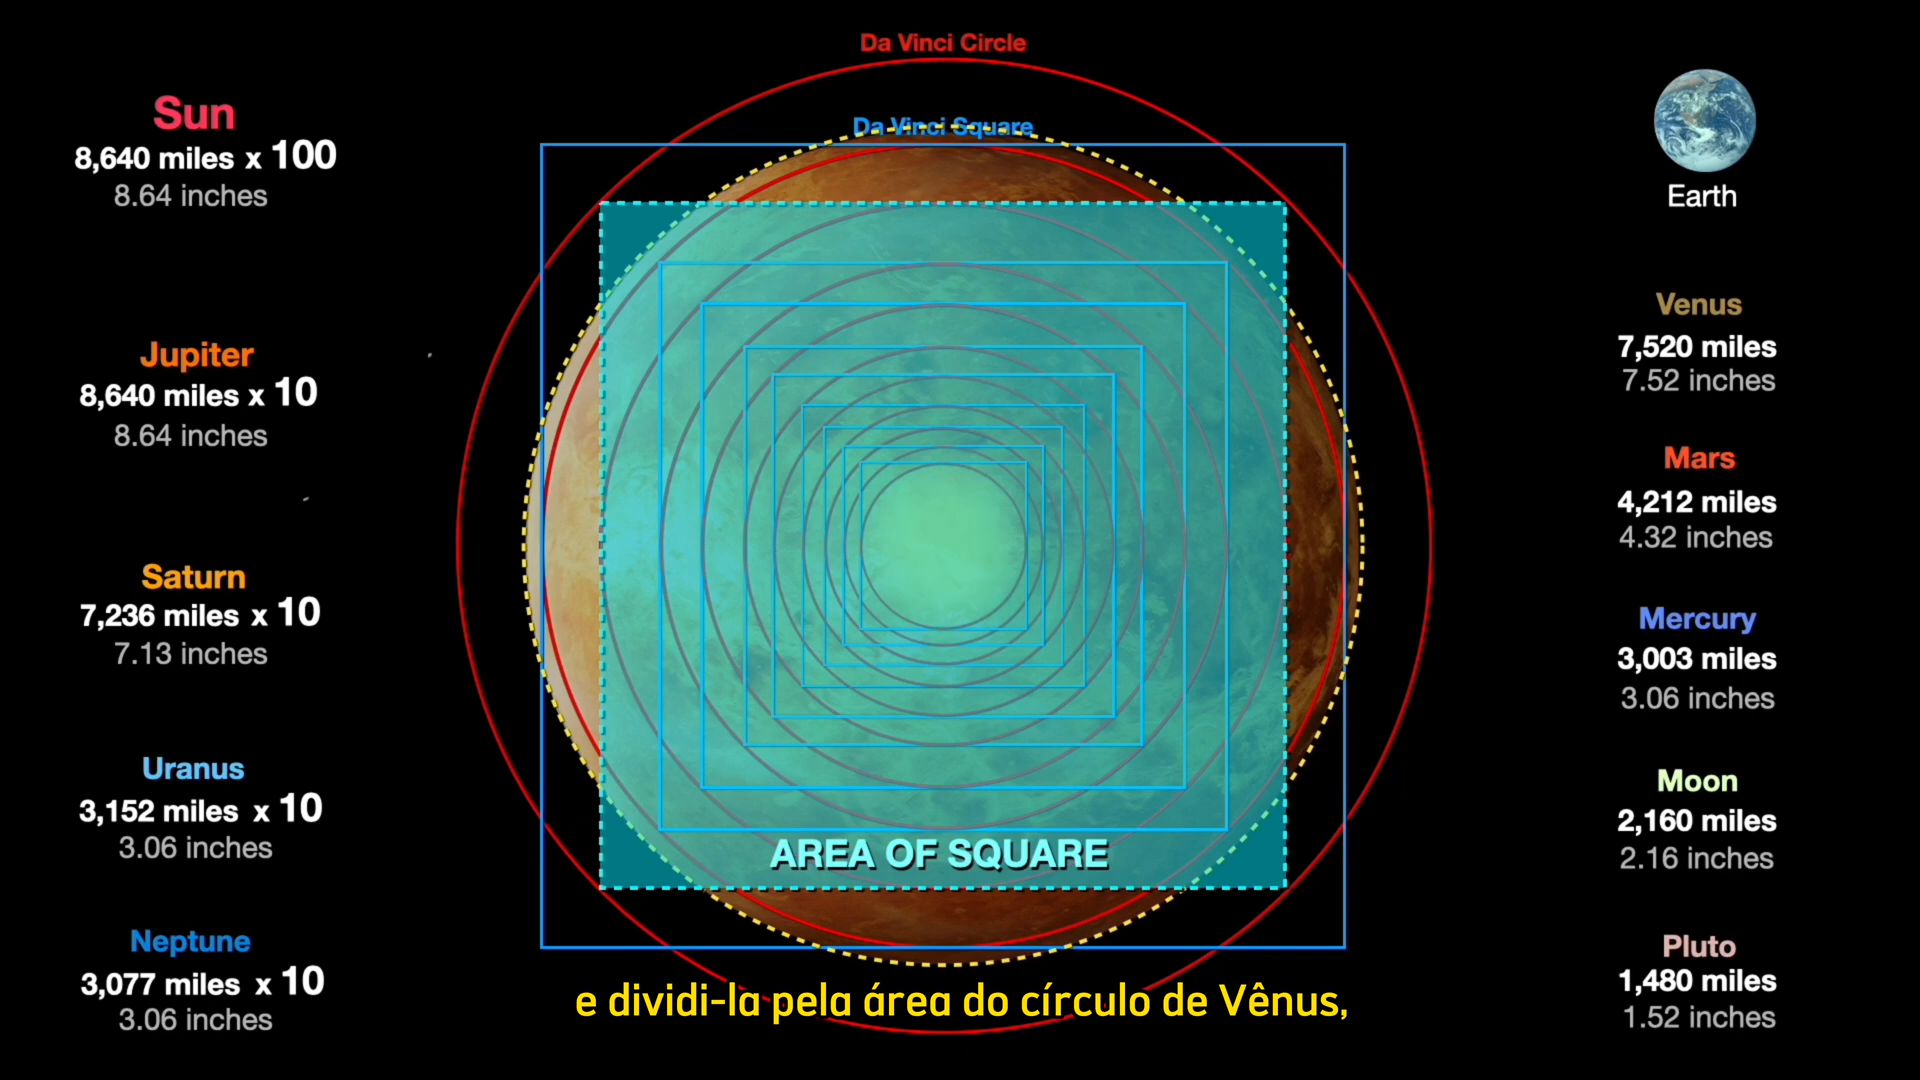 Da Vinci Circle
Da Vinci Square
Sun
8,640 miles x 100
8.64 inches
Jupiter
8,640 miles x 10
8.64 inches
Saturn
7,236 miles x 10
7.13 inches
Uranus
3,152 miles x 10
3.06 inches
Neptune
3,077 miles x 10
3.06 inches
Earth
Venus
7,520 miles
7.52 inches
Mars
4,212 miles
4.32 inches
Mercury
3,003 miles
3.06 inches
Moon
2,160 miles
2.16 inches
Pluto
1,480 miles
1.52 inches
AREA OF SQUARE
e dividi-la pela área do círculo de Vênus,